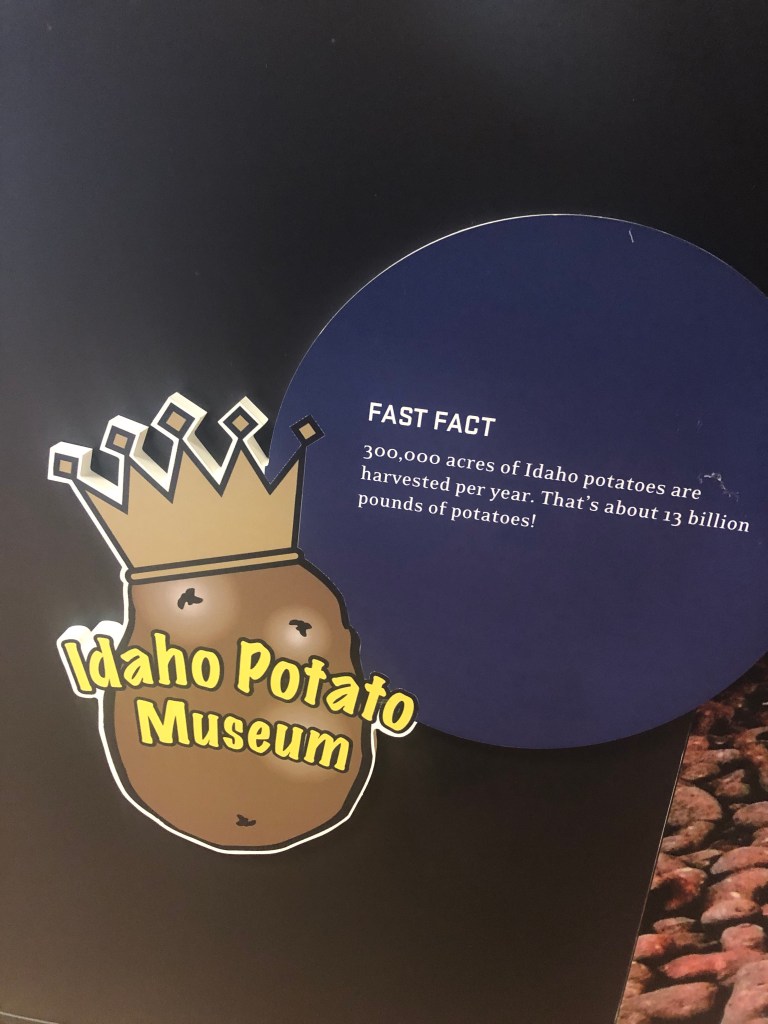 FAST FACT
300,000 acres of Idaho potatoes are
harvested per year. That's about 13 billion
pounds of potatoes!
Idaho Potato
Museum